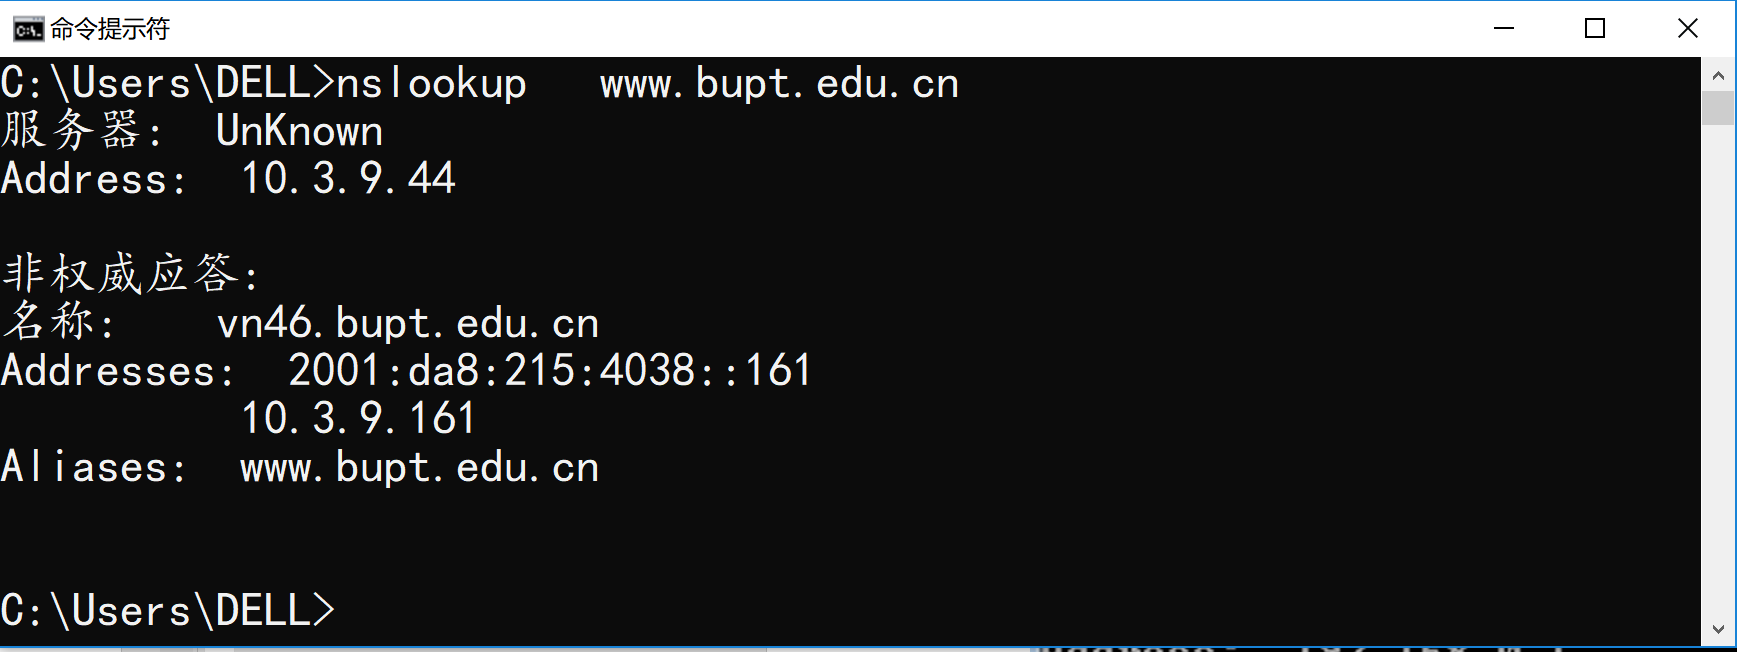 命令提示符
C:\Users\DELL>nslookup   www.bupt.edu.cn
服务器:  UnKnown
Address:  10.3.9.44
非权威应答:
名称:    vn46.bupt.edu.cn
Addresses:  2001:da8:215:4038::161
10.3.9.161
Aliases:  www.bupt.edu.cn
C:\Users\DELL>